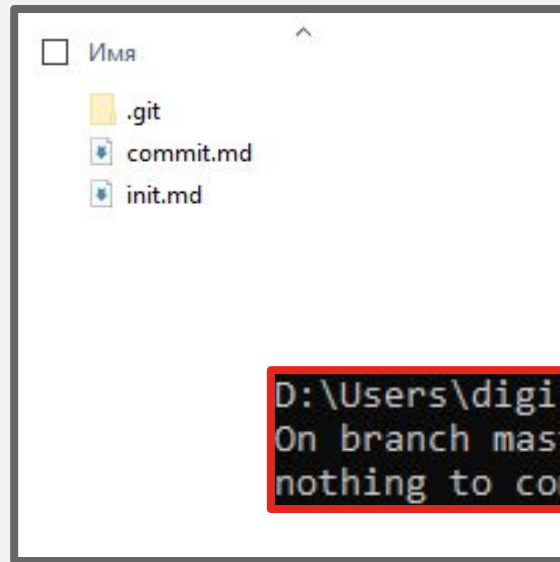 Имя
.git
commit.md
init.md
D:\Users\digi
On branch mas
nothing to co